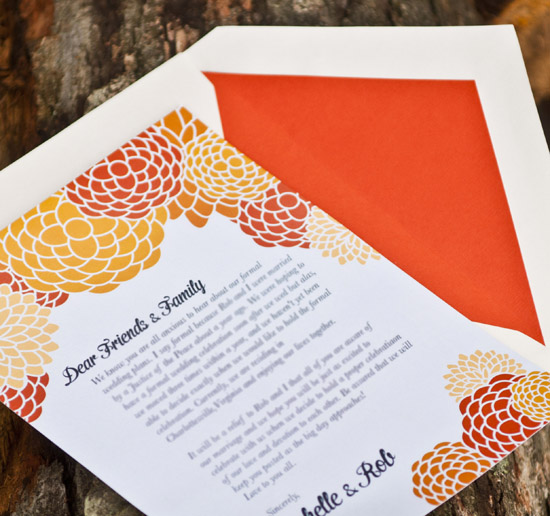 Dear Friends & Family
We know you are all anxious to hear about our formal
wedding plans. I say formal because Rob and I were married
by a Justice of the Peace about a year ago. We were hoping to
have a formal wedding celebration soon after we wed but alas,
we moved three times within a year, and we haven't yet been
able to decide exactly when we would like to hold the formal
celebration. Currently, we are residing in
Charlottesville, Virginia and enjoying our lives together.
It will be a relief to Rob and I that all of you are aware of
our marriage and we hope you will be just as excited to
celebrate with us when we decide to hold a proper celebration
of our love and devotion to each other. Be assured that we will
keep you posted as the big day approaches!
Love to you all.
Sincerely,
helle & Rob